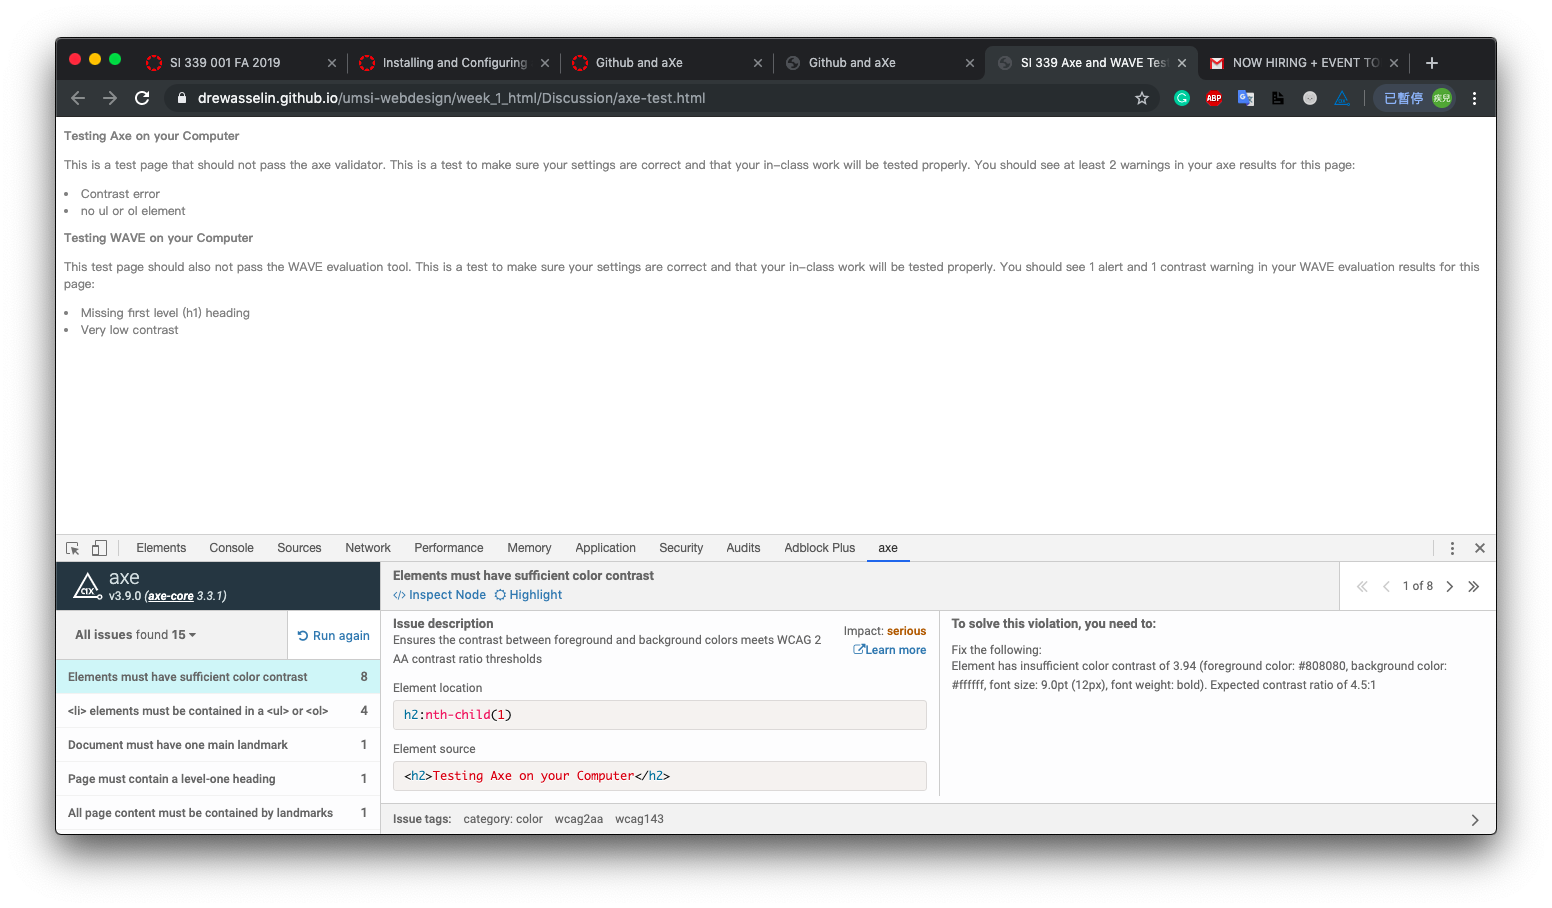 SI 339 001 FA 2019
Installing and Configuring
Github and aXe
Github and aXe
SI 339 Axe and WAVE Tes
NOW HIRING + EVENT TO
drewasselin.github.io/umsi-webdesign/week_1_html/Discussion/axe-test.html
ABP
已暫停
疾兒
Testing Axe on your Computer
This is a test page that should not pass the axe validator. This is a test to make sure your settings are correct and that your in-class work will be tested properly. You should see at least 2 warnings in your axe results for this page:
• Contrast error
• no ul or ol element
Testing WAVE on your Computer
This test page should also not pass the WAVE evaluation tool. This is a test to make sure your settings are correct and that your in-class work will be tested properly. You should see 1 alert and 1 contrast warning in your WAVE evaluation results for this
page:
• Missing first level (h1) heading
• Very low contrast
Elements Console Sources Network Performance Memory Application Security Audits Adblock Plus axe
axe
v3.9.0 (axe-core 3.3.1)
All issues found 15
Run again
Elements must have sufficient color contrast 8
<li> elements must be contained in a <ul> or <ol> 4
Document must have one main landmark 1
Page must contain a level-one heading 1
All page content must be contained by landmarks 1
Elements must have sufficient color contrast
</> Inspect Node Highlight
1 of 8
Issue description
Ensures the contrast between foreground and background colors meets WCAG 2
AA contrast ratio thresholds
Impact: serious
Learn more
Element location
h2:nth-child(1)
Element source
<h2>Testing Axe on your Computer</h2>
To solve this violation, you need to:
Fix the following:
Element has insufficient color contrast of 3.94 (foreground color: #808080, background color:
#ffffff, font size: 9.0pt (12px), font weight: bold). Expected contrast ratio of 4.5:1
Issue tags: category: color wcag2aa wcag143